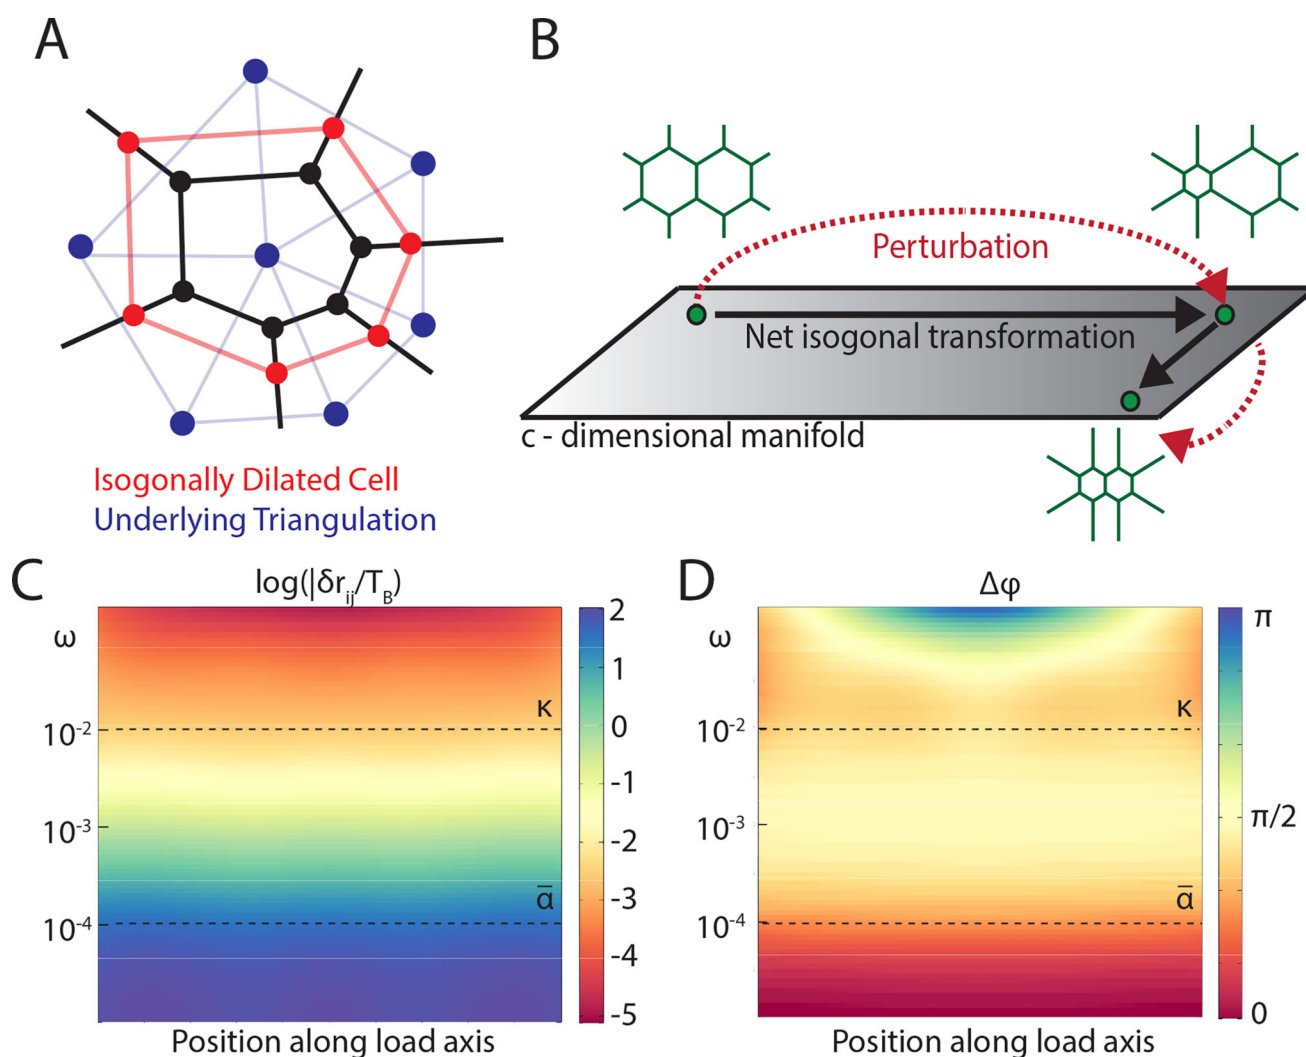 A
Isogonally Dilated Cell
Underlying Triangulation
B
Perturbation
Net isogonal transformation
c - dimensional manifold
C
log(|δr_ij/T_B)
ω
κ
10^-2
10^-3
ᾱ
10^-4
2
1
0
-1
-2
-3
-4
-5
Position along load axis
D
Δφ
ω
κ
10^-2
10^-3
ᾱ
10^-4
π
π/2
0
Position along load axis